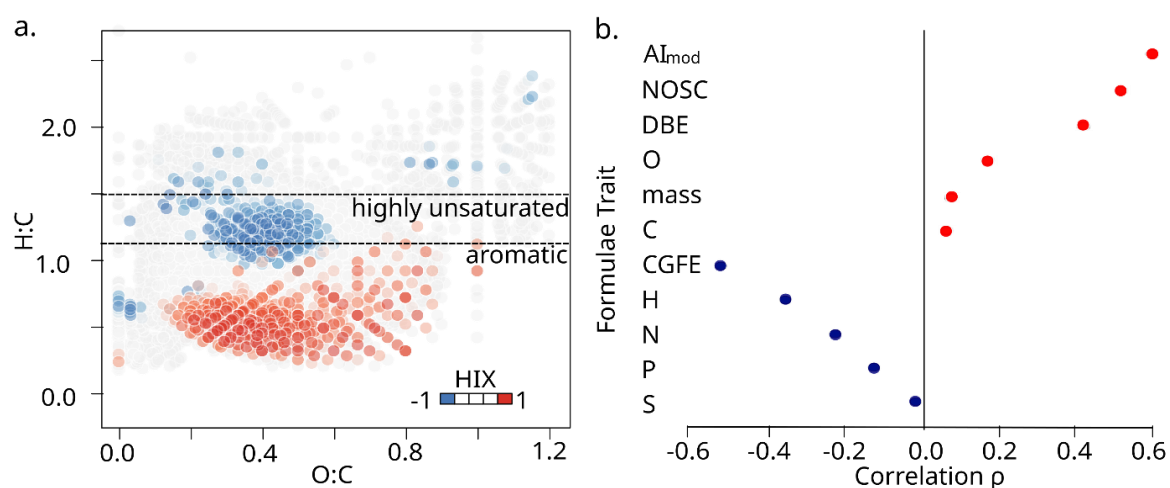 a.
2.0
1.0
0.0
H:C
highly unsaturated
aromatic
HIX
-1 1
0.0 0.4 0.8 1.2
O:C
b.
Formulae Trait
AImod
NOSC
DBE
O
mass
C
CGFE
H
N
P
S
-0.6 -0.4 -0.2 0.0 0.2 0.4 0.6
Correlation ρ